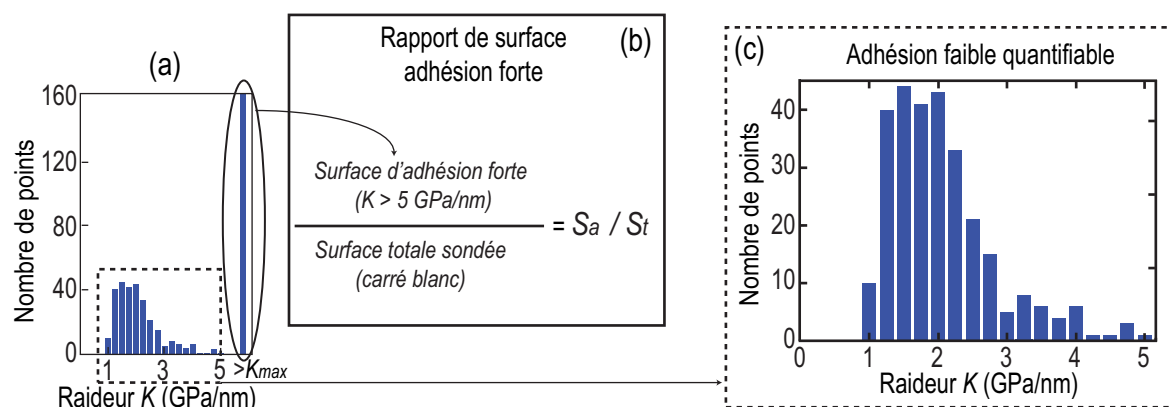 (a)
160
120
80
40
0
Nombre de points
1
3
5
>Kmax
Raideur K (GPa/nm)
(b)
Rapport de surface
adhésion forte
Surface d'adhésion forte
(K > 5 GPa/nm)
Surface totale sondée
(carré blanc)
= Sa / St
(c)
Adhésion faible quantifiable
40
30
20
10
0
Nombre de points
0
1
2
3
4
5
Raideur K (GPa/nm)